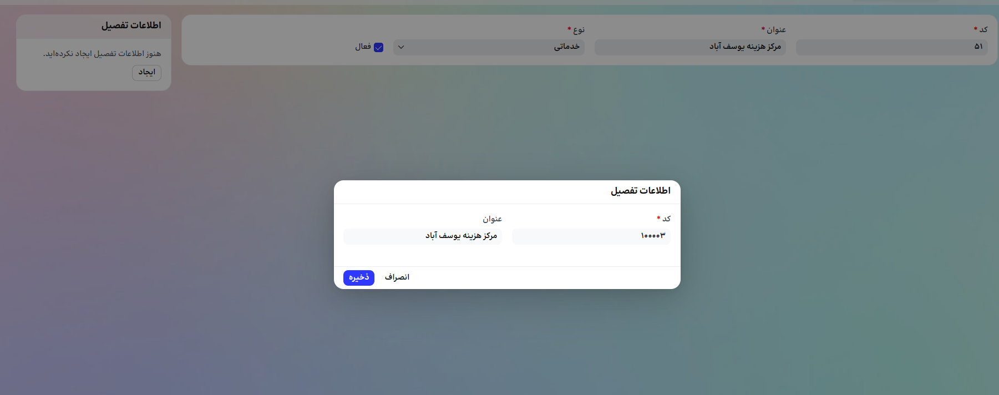 کد *
عنوان *
نوع *
۵۱
مرکز هزینه یوسف آباد
خدماتی
فعال
اطلاعات تفصیل
هنوز اطلاعات تفصیل ایجاد نکرده‌اید.
ایجاد
اطلاعات تفصیل
کد *
عنوان
۱۰۰۰۰۳
مرکز هزینه یوسف آباد
انصراف
ذخیره